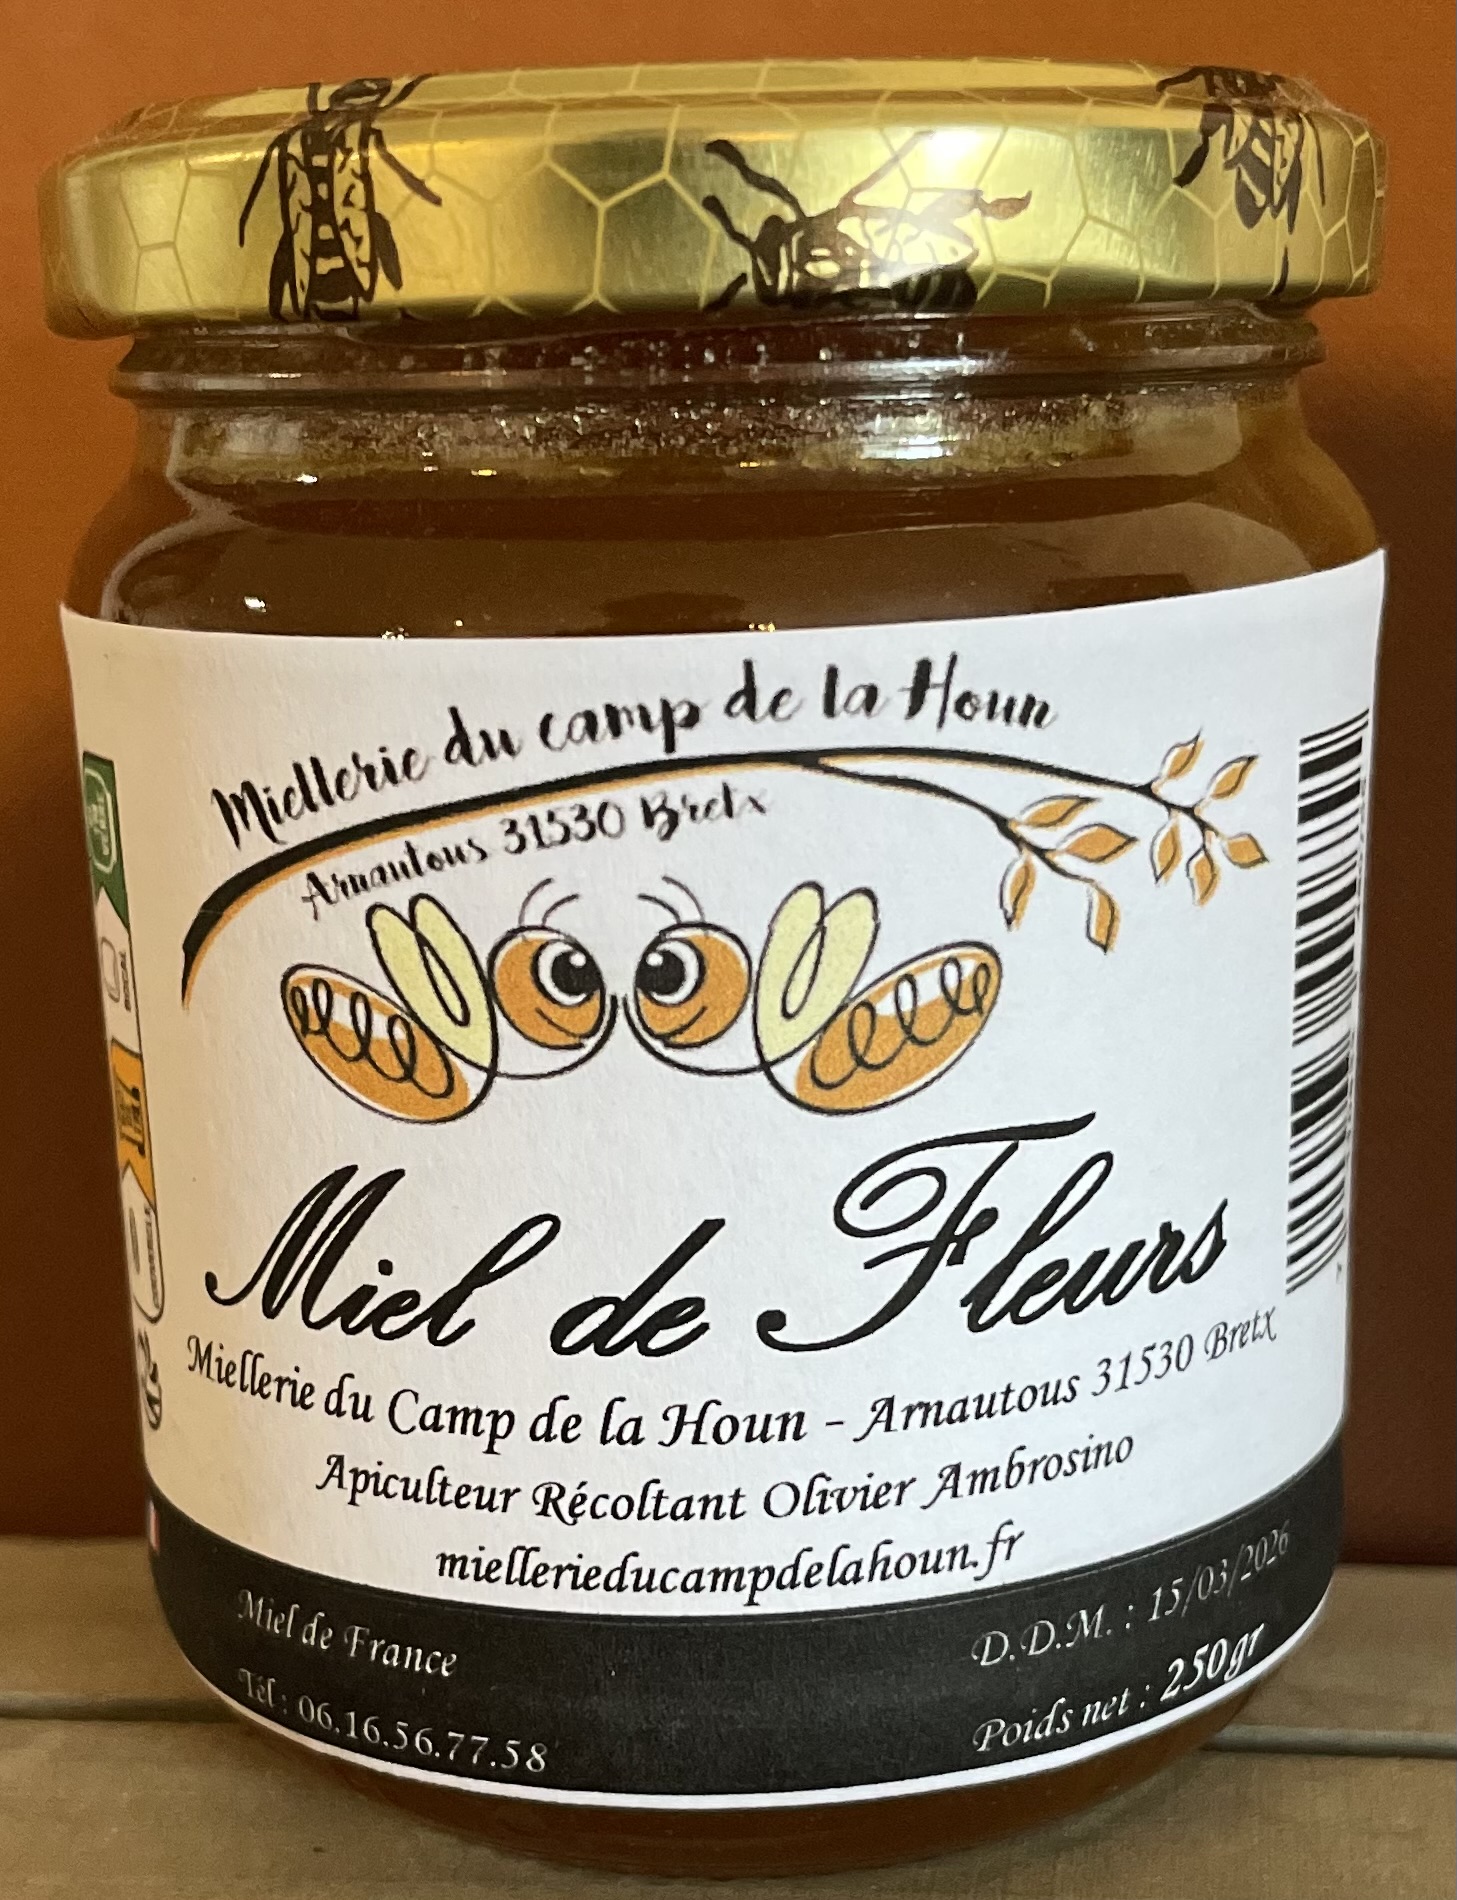 Miellerie du camp de la Houn
Arnautous 31530 Bretx
Miel de Fleurs
Miellerie du Camp de la Houn - Arnautous 31530 Bretx
Apiculteur Récoltant Olivier Ambrosino
miellerieducampdelahoun.fr
Miel de France
Tél : 06.16.56.77.58
D.D.M. : 15/03/2026
Poids net : 250gr